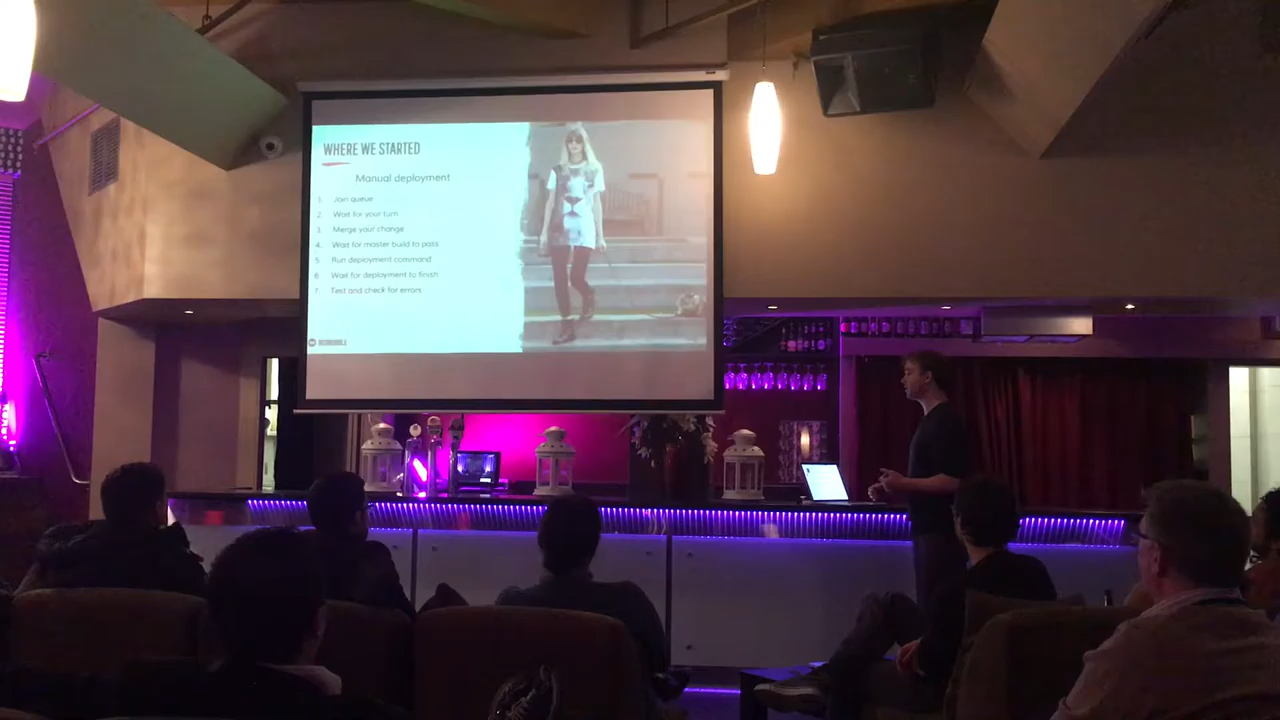 WHERE WE STARTED
Manual deployment
1. Join queue
2. Wait for your turn
3. Merge your change
4. Wait for master build to pass
5. Run deployment command
6. Wait for deployment to finish
7. Test and check for errors
REDBUBBLE